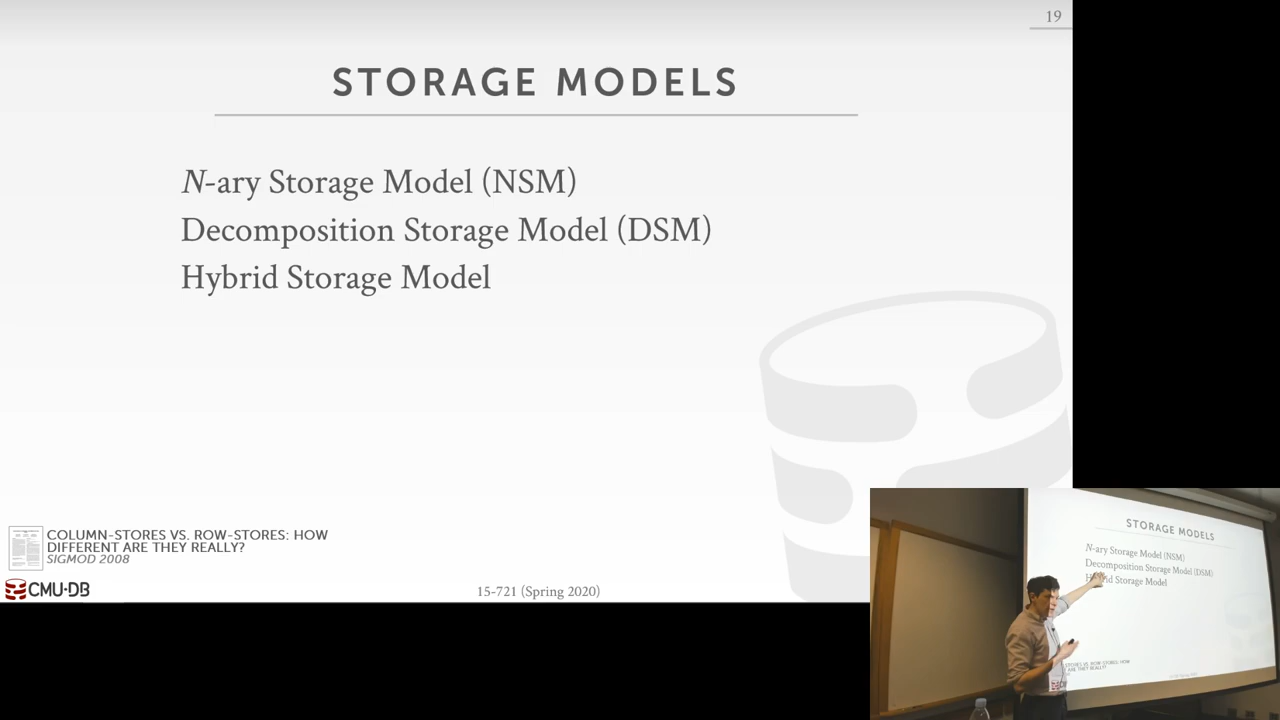 19
STORAGE MODELS
N-ary Storage Model (NSM)
Decomposition Storage Model (DSM)
Hybrid Storage Model
COLUMN-STORES VS. ROW-STORES: HOW
DIFFERENT ARE THEY REALLY?
SIGMOD 2008
CMU·DB
15-721 (Spring 2020)
STORAGE MODELS
N-ary Storage Model (NSM)
Decomposition Storage Model (DSM)
Storage Model